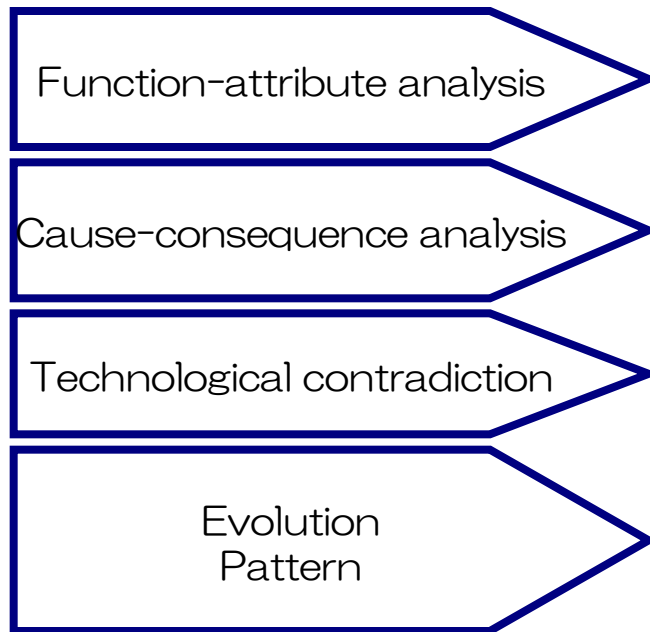 Function-attribute analysis
Cause-consequence analysis
Technological contradiction
Evolution
Pattern